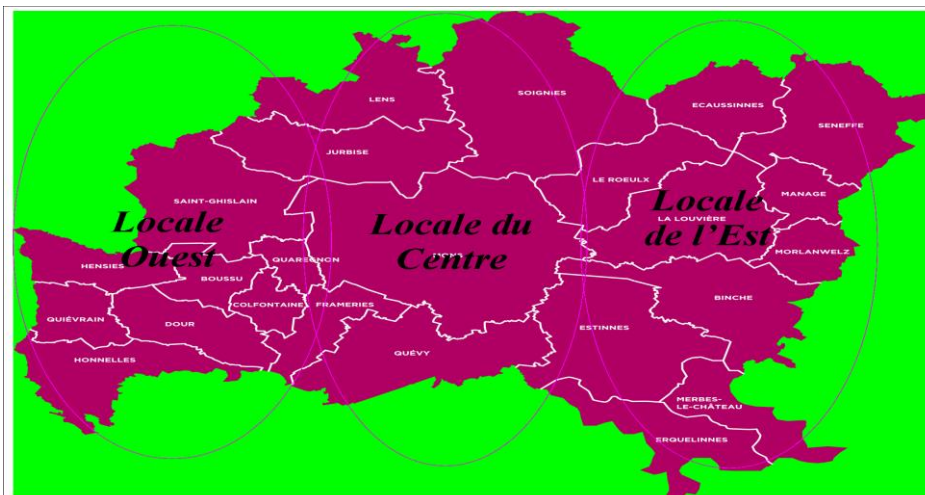 LENS
SOIGNIES
ECAUSSINNES
SENEFFE
JURBISE
LE ROEULX
MANAGE
SAINT-GHISLAIN
LA LOUVIÈRE
Locale
Ouest
Locale du
Centre
Locale
de l'Est
MORLANWELZ
HENSIES
QUAREGNON
BOUSSU
BINCHE
COLFONTAINE
FRAMERIES
QUIÉVRAIN
DOUR
ESTINNES
HONNELLES
QUÉVY
MERBES-
LE-CHÂTEAU
ERQUELINNES